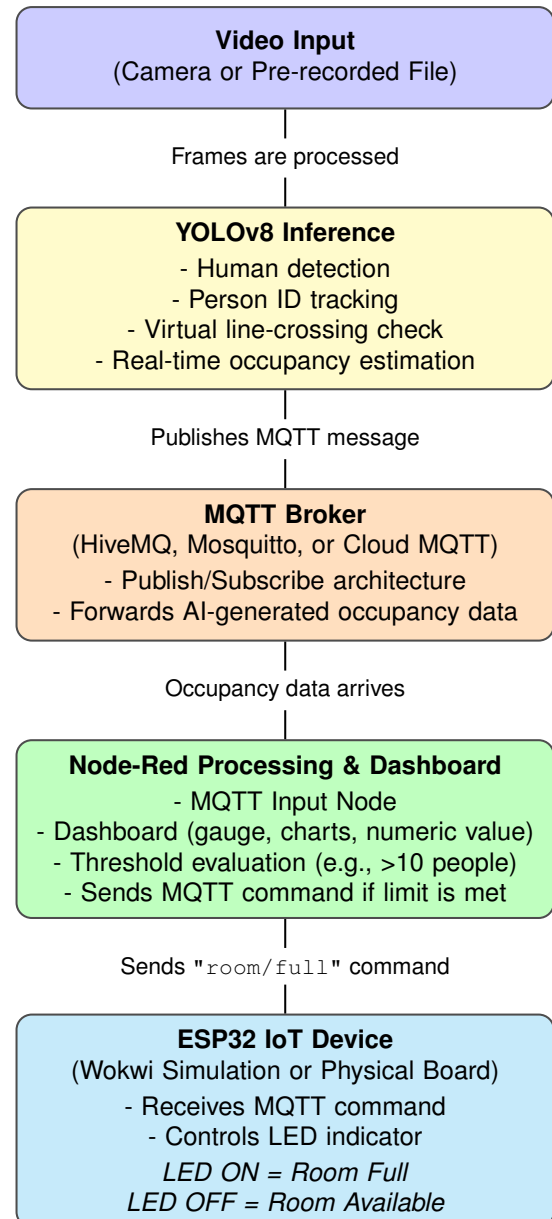 Video Input
(Camera or Pre-recorded File)
Frames are processed
YOLOv8 Inference
- Human detection
- Person ID tracking
- Virtual line-crossing check
- Real-time occupancy estimation
Publishes MQTT message
MQTT Broker
(HiveMQ, Mosquitto, or Cloud MQTT)
- Publish/Subscribe architecture
- Forwards AI-generated occupancy data
Occupancy data arrives
Node-Red Processing & Dashboard
- MQTT Input Node
- Dashboard (gauge, charts, numeric value)
- Threshold evaluation (e.g., >10 people)
- Sends MQTT command if limit is met
Sends "room/full" command
ESP32 IoT Device
(Wokwi Simulation or Physical Board)
- Receives MQTT command
- Controls LED indicator
LED ON = Room Full
LED OFF = Room Available